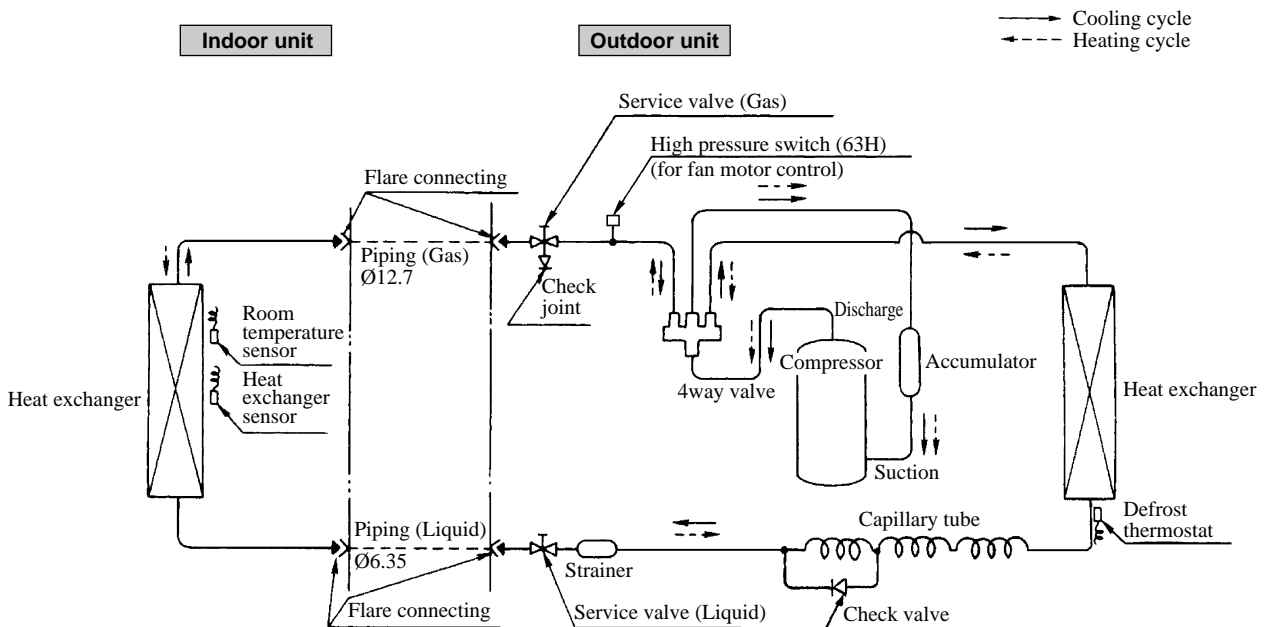 Cooling cycle
Heating cycle
Indoor unit
Outdoor unit
Service valve (Gas)
High pressure switch (63H)
(for fan motor control)
Flare connecting
Piping (Gas)
Ø12.7
Check
joint
Discharge
Room
temperature
sensor
Compressor
Accumulator
4way valve
Heat exchanger
Heat
exchanger
sensor
Heat exchanger
Suction
Defrost
thermostat
Capillary tube
Piping (Liquid)
Ø6.35
Strainer
Flare connecting
Service valve (Liquid)
Check valve